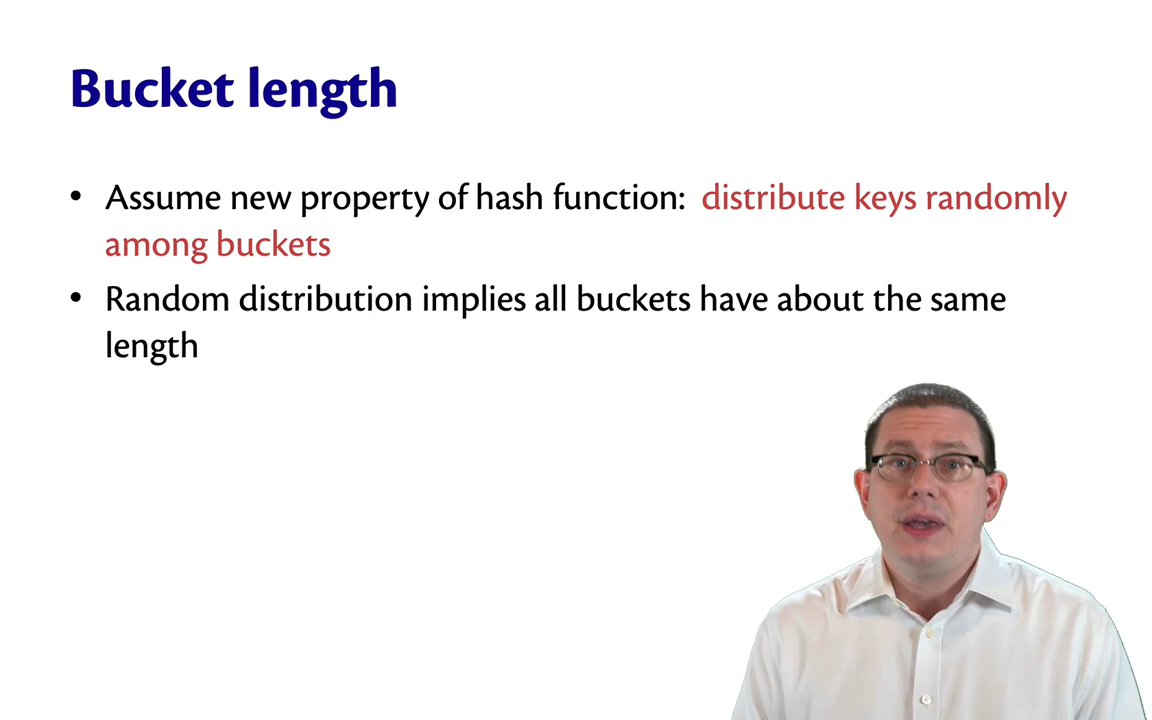 Bucket length
• Assume new property of hash function: distribute keys randomly
among buckets
• Random distribution implies all buckets have about the same
length